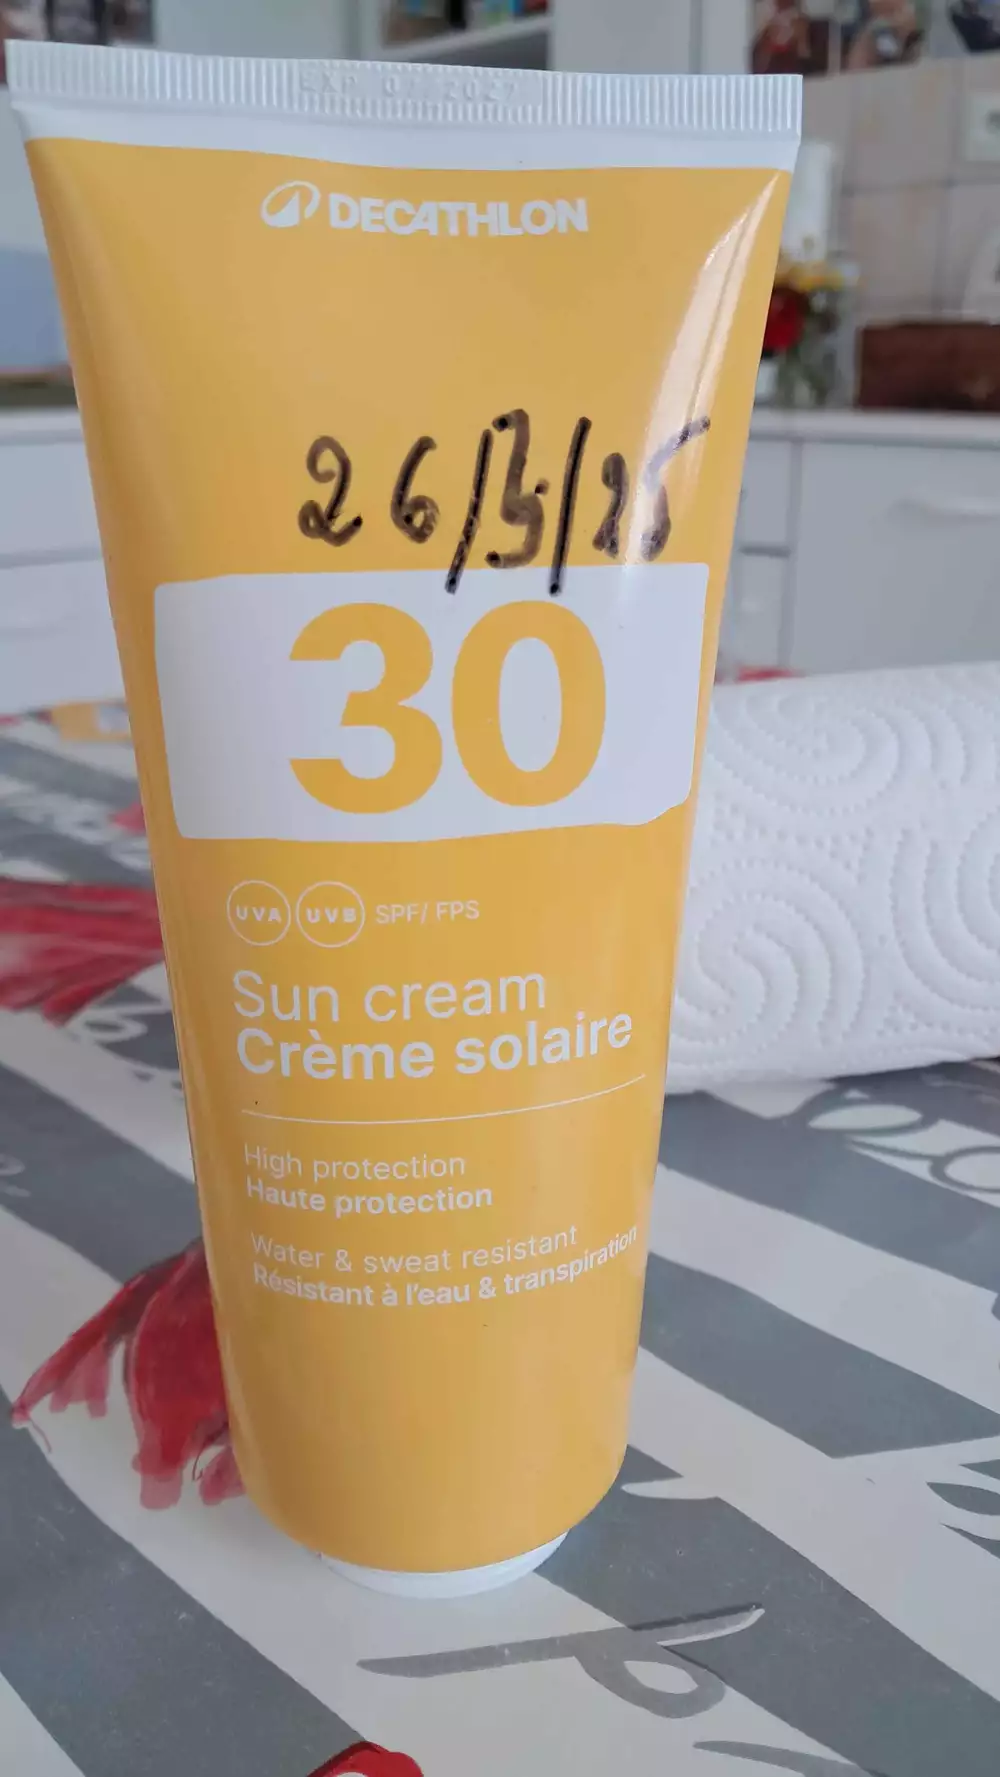 EXP 07/2027
DECATHLON
26/3/25
30
UVA UVB SPF/ FPS
Sun cream
Crème solaire
High protection
Haute protection
Water & sweat resistant
Résistant à l'eau & transpiration